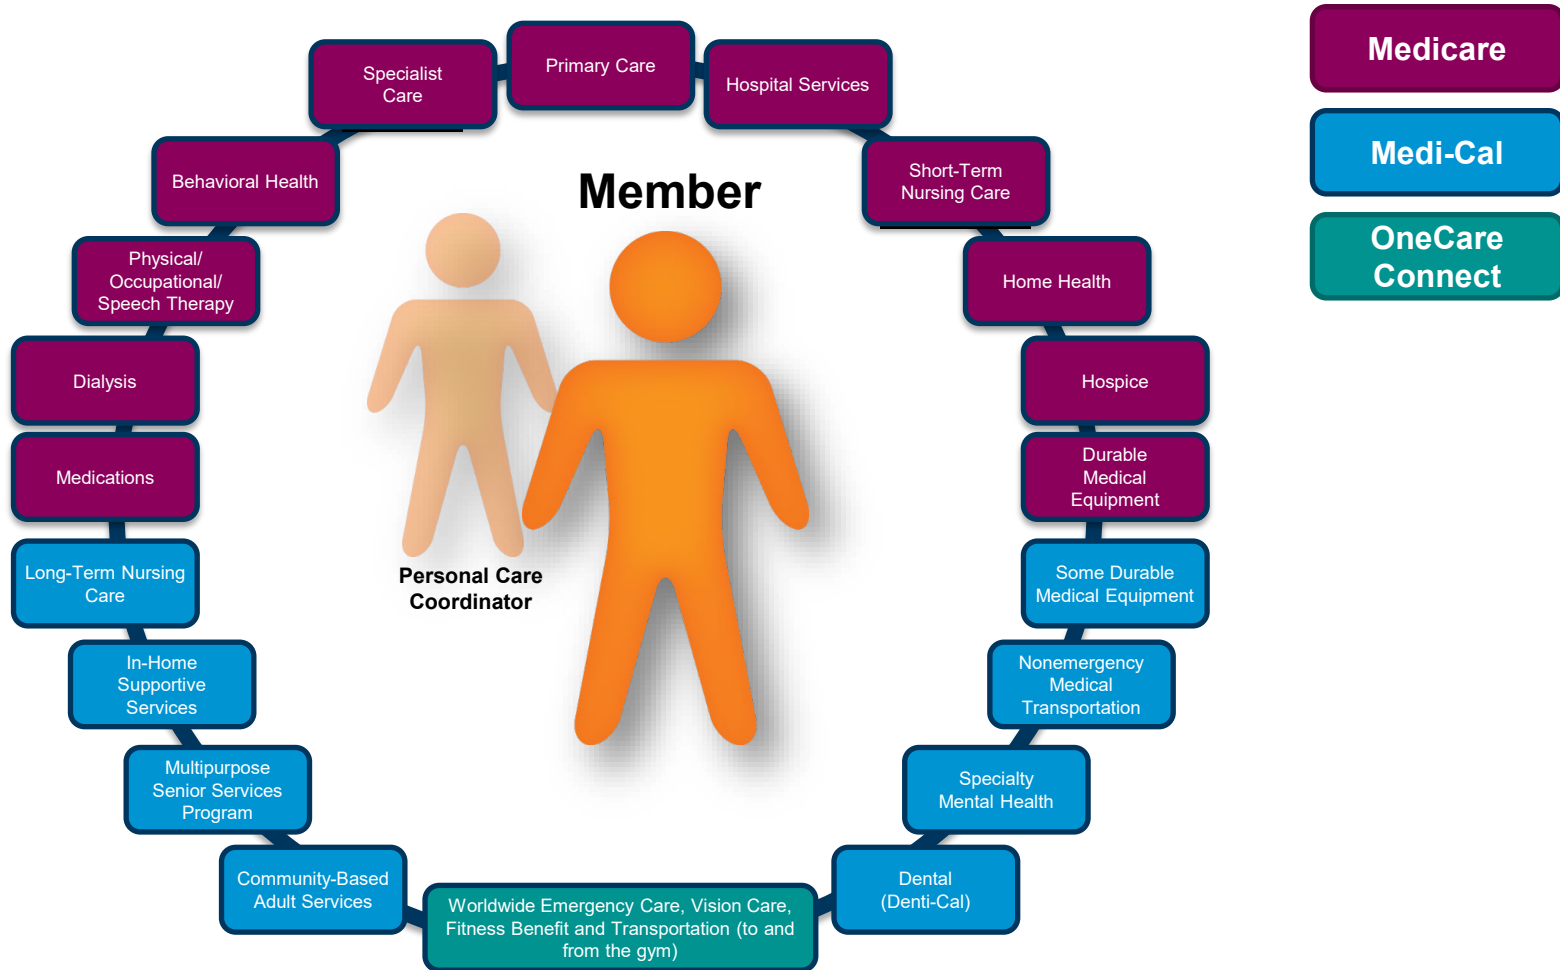 Medicare
Medi-Cal
OneCare
Connect
Primary Care
Specialist
Care
Hospital Services
Behavioral Health
Short-Term
Nursing Care
Member
Physical/
Occupational/
Speech Therapy
Home Health
Dialysis
Hospice
Medications
Durable
Medical
Equipment
Personal Care
Coordinator
Long-Term Nursing
Care
Some Durable
Medical Equipment
In-Home
Supportive
Services
Nonemergency
Medical
Transportation
Multipurpose
Senior Services
Program
Specialty
Mental Health
Community-Based
Adult Services
Dental
(Denti-Cal)
Worldwide Emergency Care, Vision Care,
Fitness Benefit and Transportation (to and
from the gym)